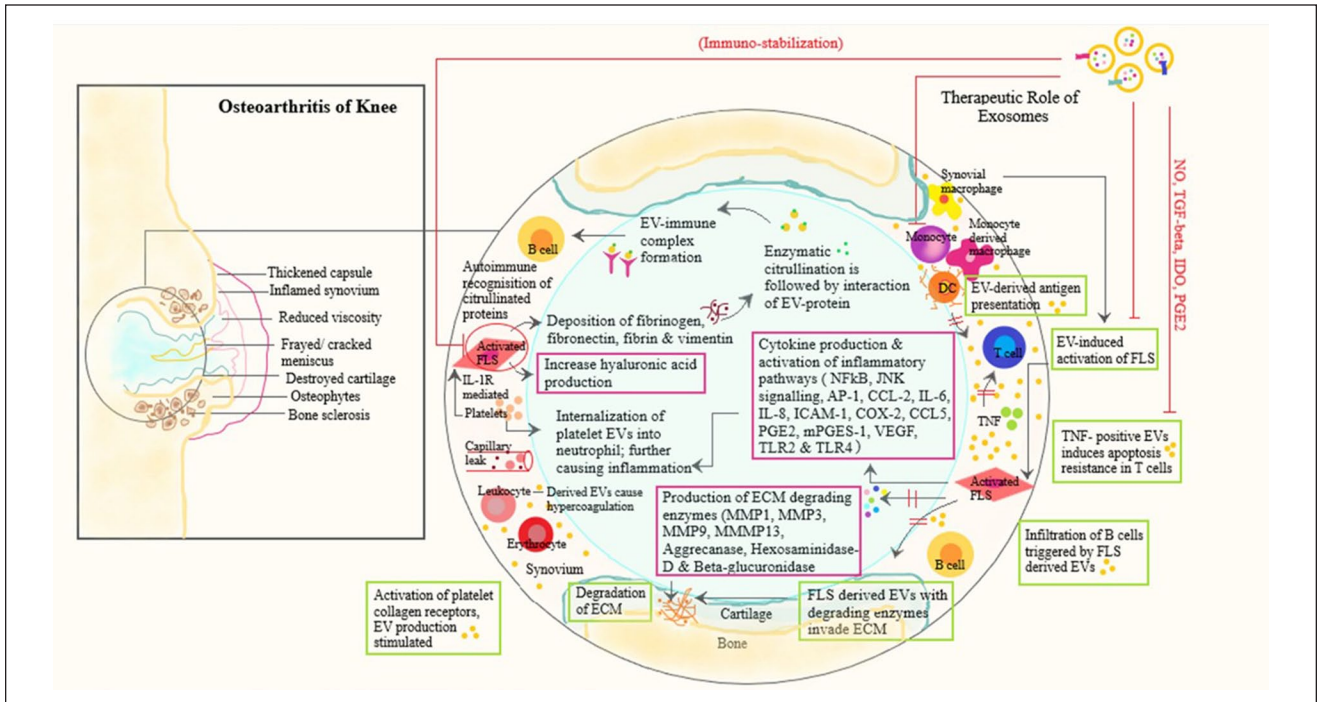 (Immuno-stabilization)
Osteoarthritis of Knee
Thickened capsule
Inflamed synovium
Reduced viscosity
Frayed/ cracked
meniscus
Destroyed cartilage
Osteophytes
Bone sclerosis
Therapeutic Role of
Exosomes
NO, TGF-beta, IDO, PGE2
Synovial
macrophage
Monocyte
Monocyte
derived
macrophage
DC
EV-derived antigen
presentation
T cell
EV-induced
activation of FLS
TNF
TNF- positive EVs
induces apoptosis
resistance in T cells
Activated
FLS
Infiltration of B cells
triggered by FLS
derived EVs
B cell
B cell
EV-immune
complex
formation
Enzymatic
citrullination is
followed by interaction
of EV-protein
Autoimmune
recognisition of
citrullinated
proteins
Activated
FLS
Deposition of fibrinogen,
fibronectin, fibrin & vimentin
Increase hyaluronic acid
production
IL-1R
mediated
Platelets
Internalization of
platelet EVs into
neutrophil; further
causing inflammation
Capillary
leak
Leukocyte
Derived EVs cause
hypercoagulation
Erythrocyte
Synovium
Cytokine production &
activation of inflammatory
pathways ( NFkB, JNK
signalling, AP-1, CCL-2, IL-6,
IL-8, ICAM-1, COX-2, CCL5,
PGE2, mPGES-1, VEGF,
TLR2 & TLR4 )
Production of ECM degrading
enzymes (MMP1, MMP3,
MMP9, MMMP13,
Aggrecanase, Hexosaminidase-
D & Beta-glucuronidase
Activation of platelet
collagen receptors,
EV production
stimulated
Degradation
of ECM
Cartilage
Bone
FLS derived EVs with
degrading enzymes
invade ECM